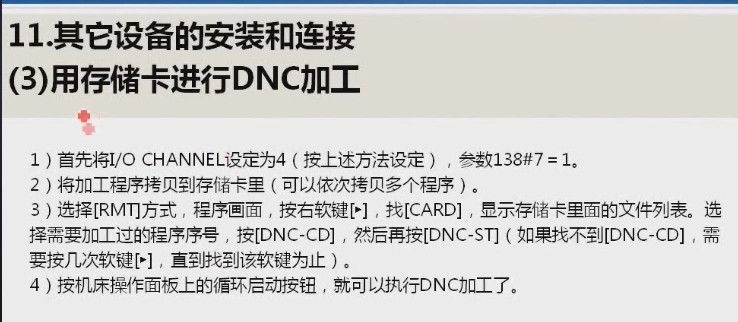 11.其它设备的安装和连接
(3)用存储卡进行DNC加工
1）首先将I/O CHANNEL设定为4（按上述方法设定），参数138#7＝1。
2）将加工程序拷贝到存储卡里（可以依次拷贝多个程序）。
3）选择[RMT]方式，程序画面，按右软键[▸]，找[CARD]，显示存储卡里面的文件列表。选
择需要加工过的程序序号，按[DNC-CD]，然后再按[DNC-ST]（如果找不到[DNC-CD]，需
要按几次软键[▸]，直到找到该软键为止）。
4）按机床操作面板上的循环启动按钮，就可以执行DNC加工了。